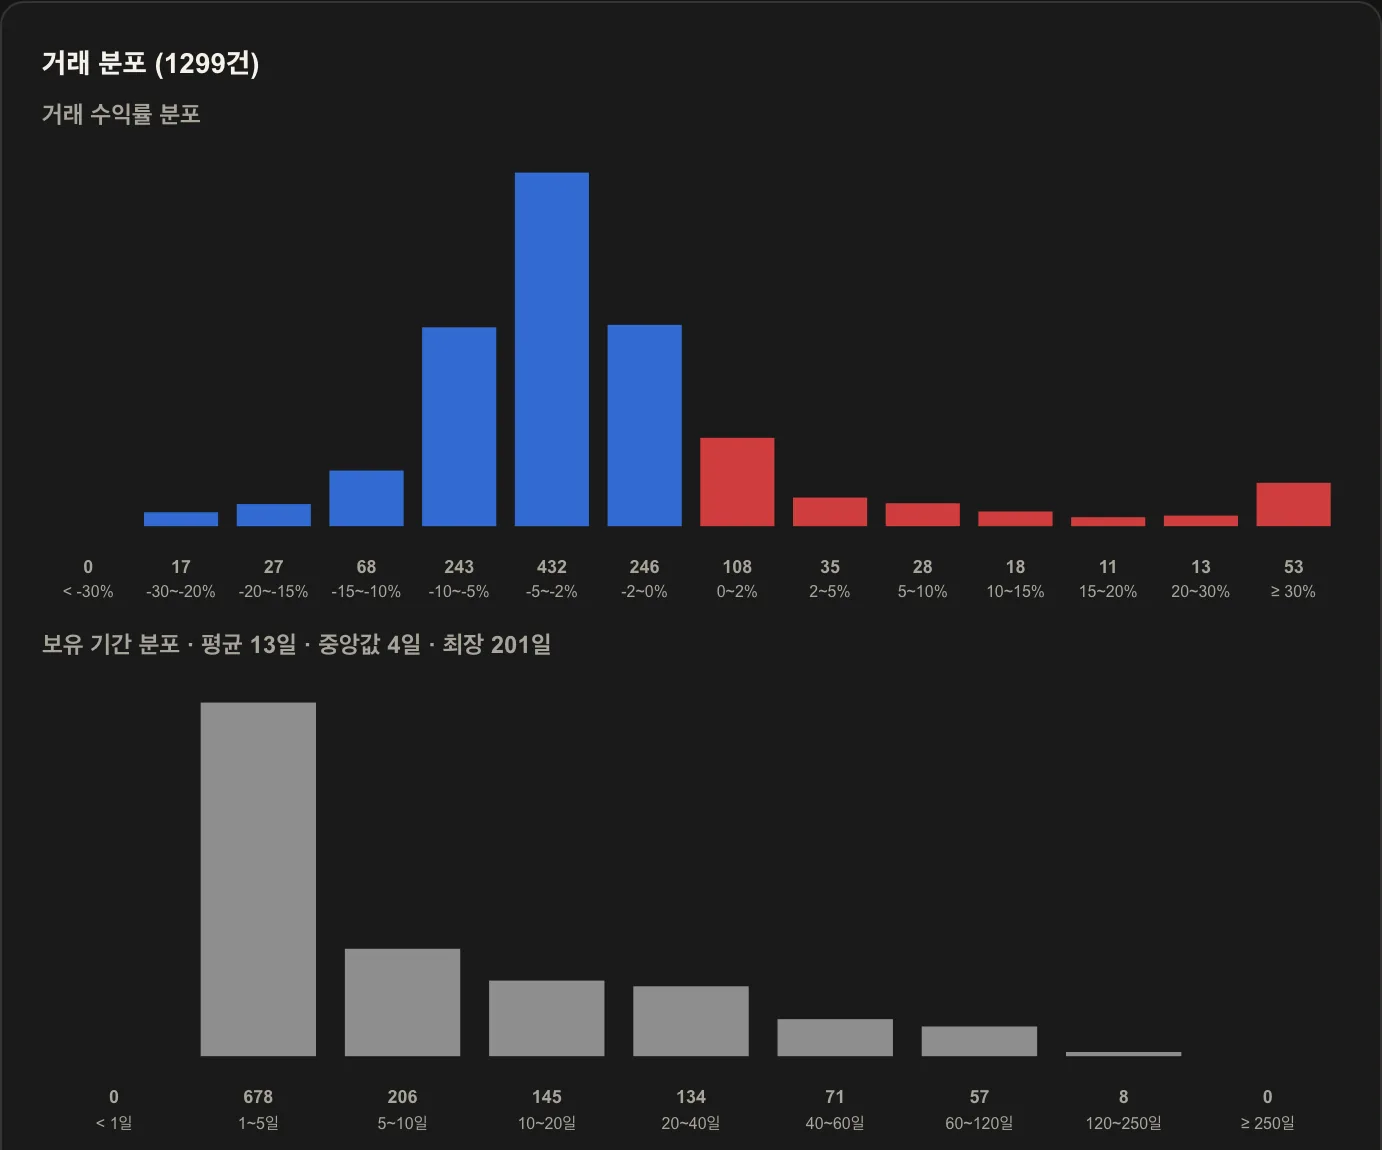 거래 분포 (1299건)
거래 수익률 분포
0 17 27 68 243 432 246 108 35 28 18 11 13 53
< -30% -30~-20% -20~-15% -15~-10% -10~-5% -5~-2% -2~0% 0~2% 2~5% 5~10% 10~15% 15~20% 20~30% ≥ 30%
보유 기간 분포 · 평균 13일 · 중앙값 4일 · 최장 201일
0 678 206 145 134 71 57 8 0
< 1일 1~5일 5~10일 10~20일 20~40일 40~60일 60~120일 120~250일 ≥ 250일